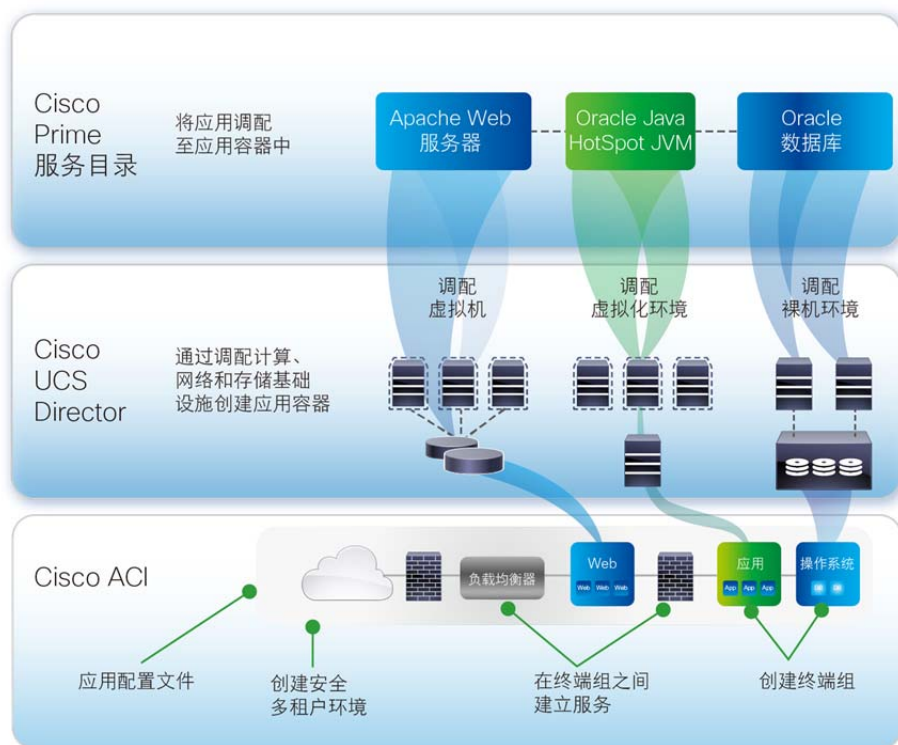 Cisco
Prime
服务目录
将应用调配
至应用容器中
Apache Web
服务器
Oracle Java
HotSpot JVM
Oracle
数据库
Cisco
UCS
Director
通过调配计算、
网络和存储基础
设施创建应用容器
调配
虚拟机
调配
虚拟化环境
调配
裸机环境
Cisco ACI
负载均衡器
Web
Web Web Web
应用
App App App
操作系统
应用配置文件
创建安全
多租户环境
在终端组之间
建立服务
创建终端组